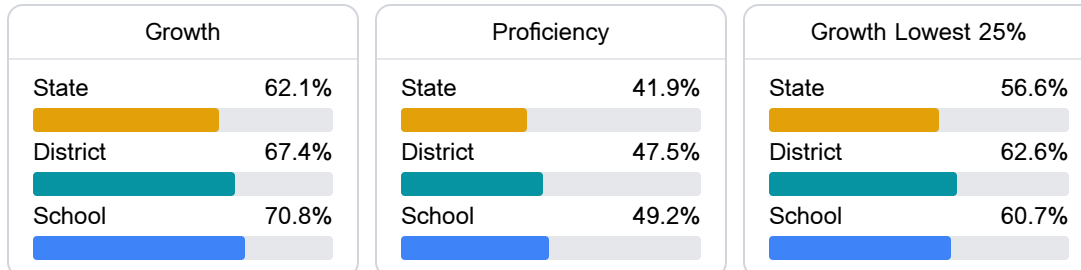 Growth
State 62.1%
District 67.4%
School 70.8%
Proficiency
State 41.9%
District 47.5%
School 49.2%
Growth Lowest 25%
State 56.6%
District 62.6%
School 60.7%